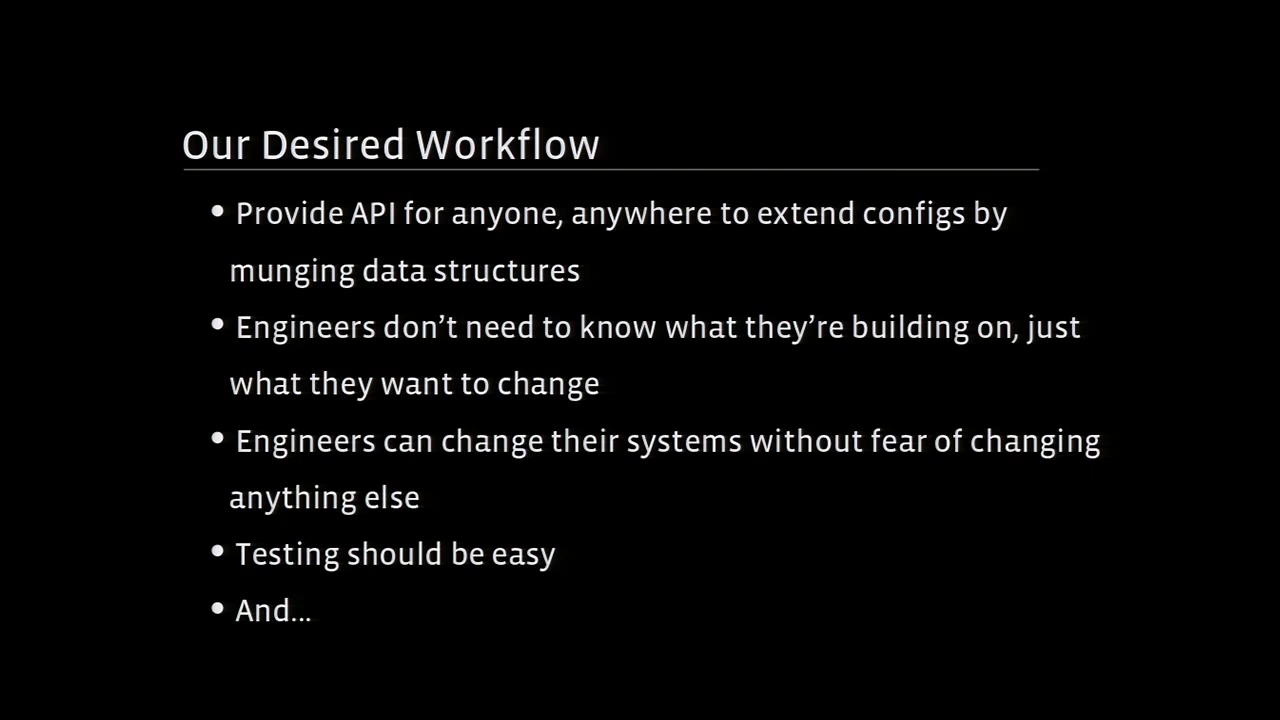 Our Desired Workflow
• Provide API for anyone, anywhere to extend configs by
munging data structures
• Engineers don’t need to know what they’re building on, just
what they want to change
• Engineers can change their systems without fear of changing
anything else
• Testing should be easy
• And...